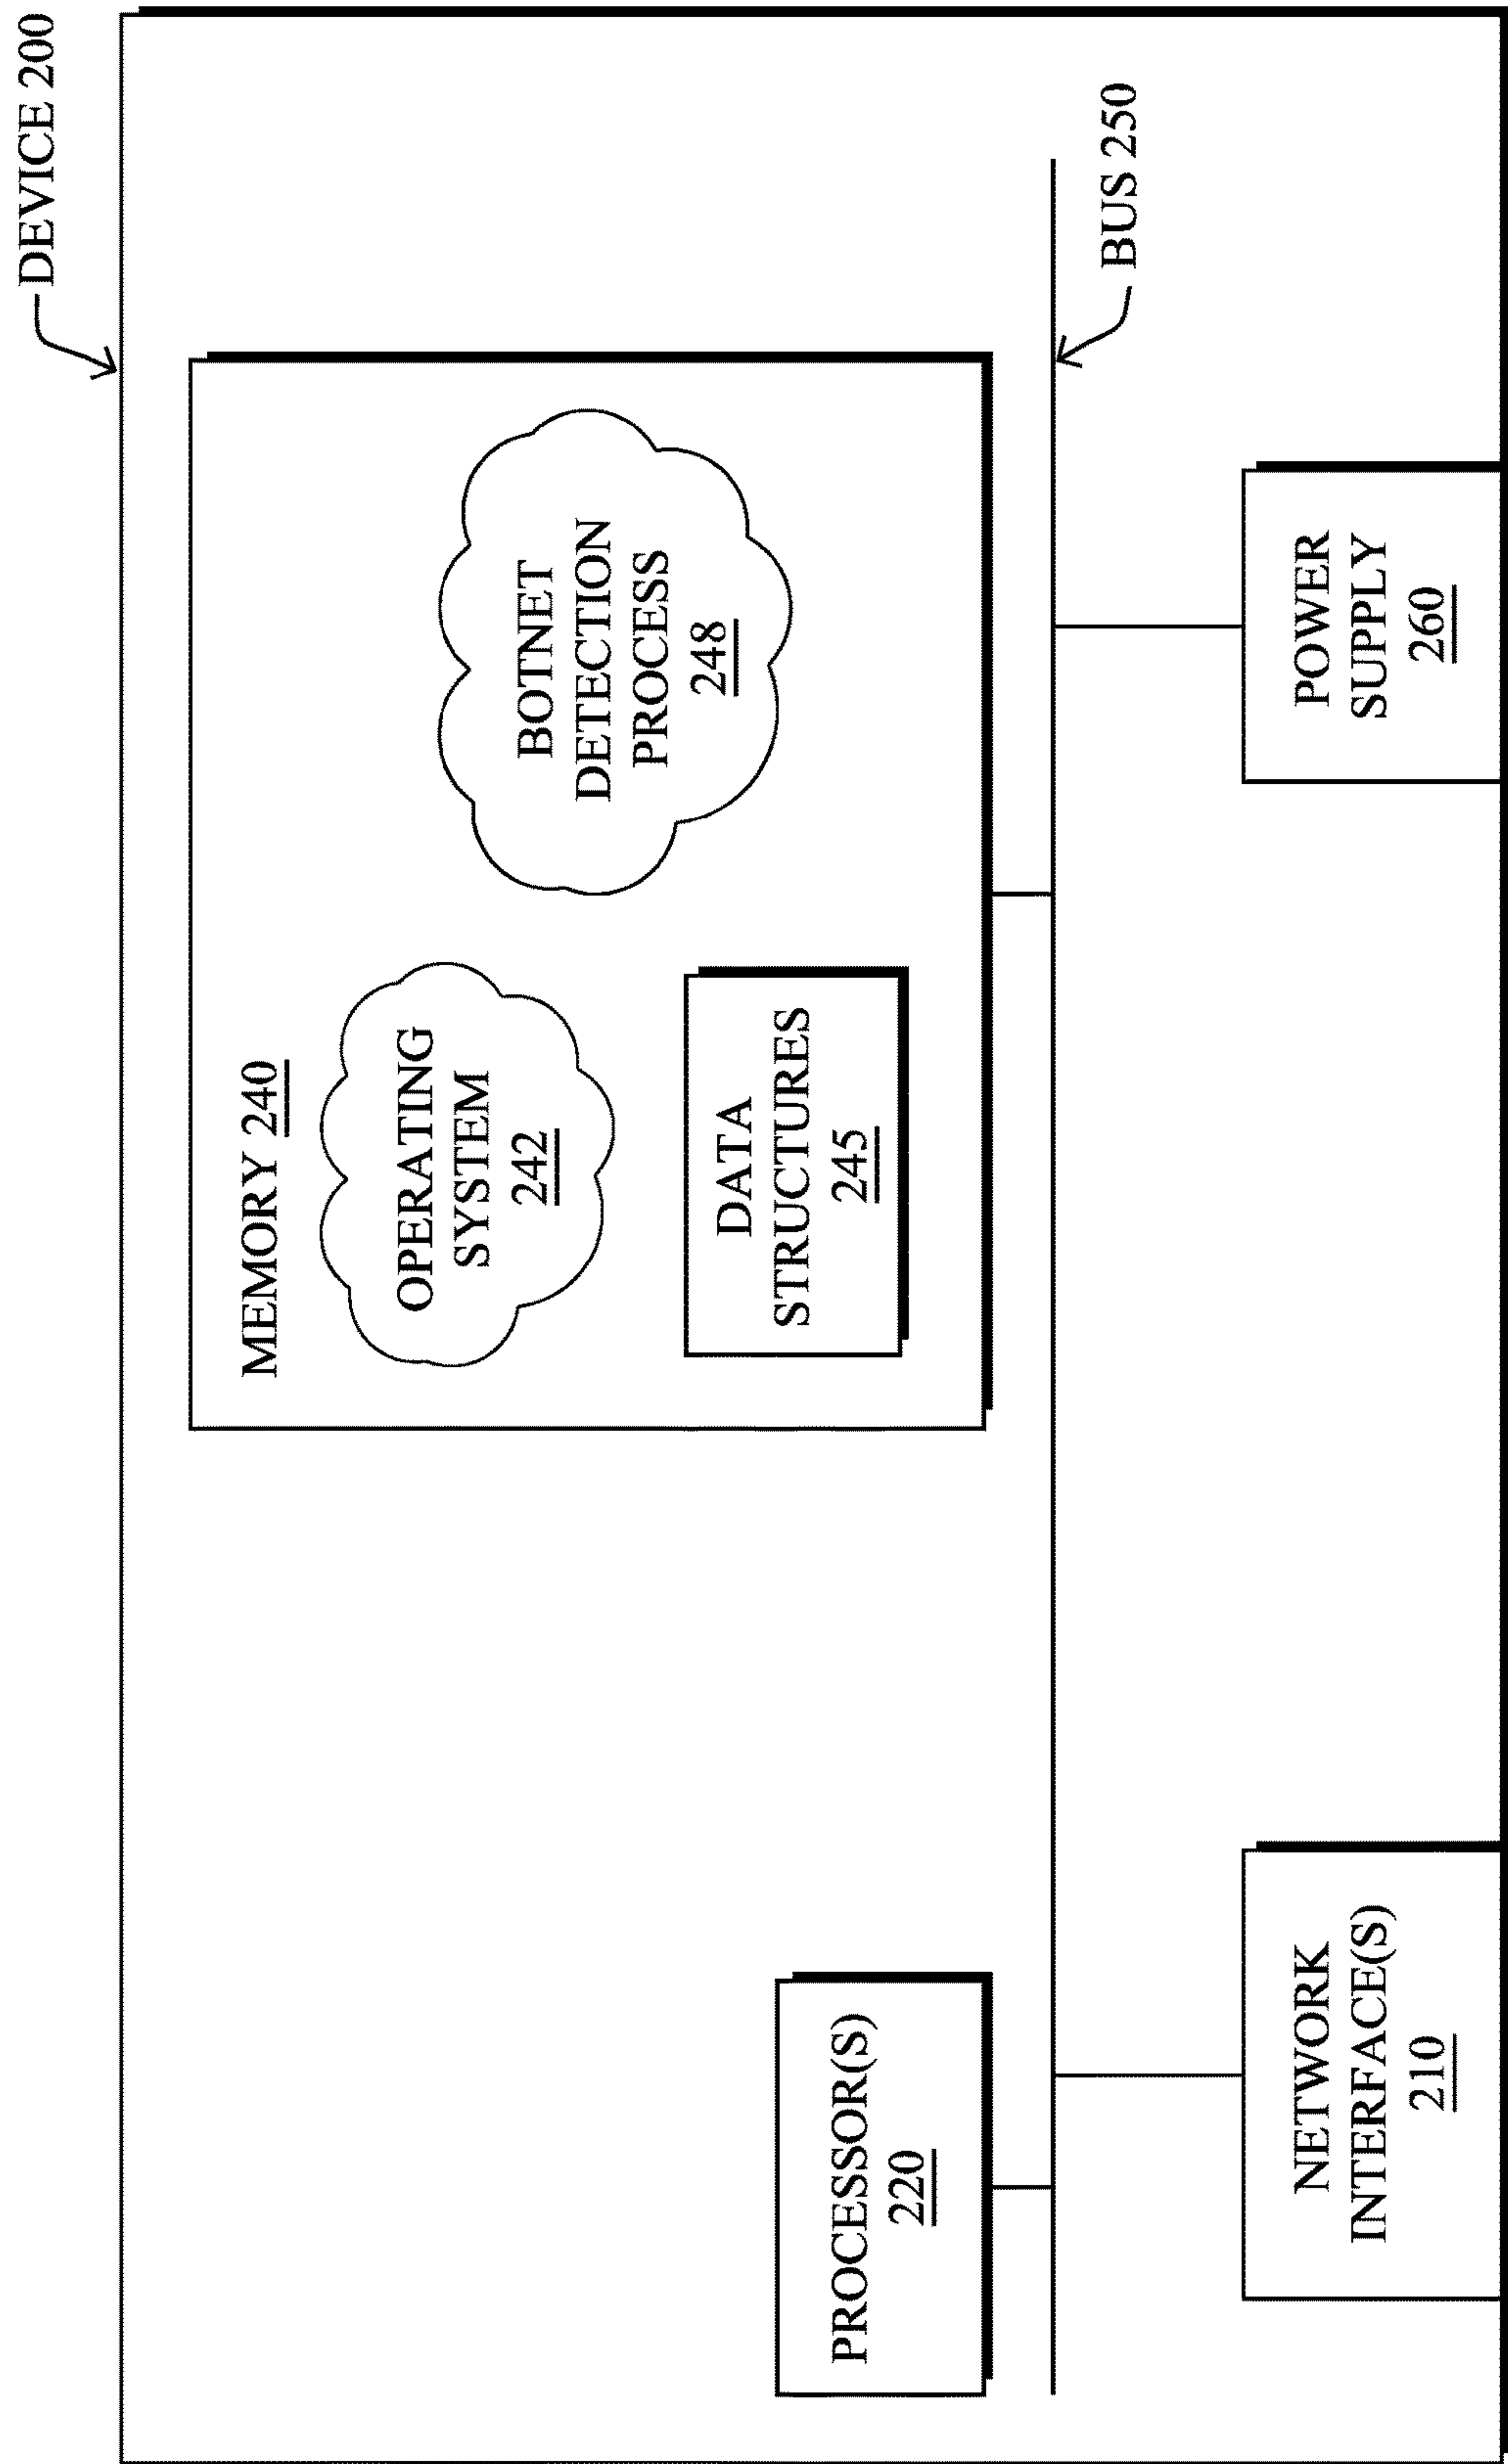 DEVICE 200
MEMORY 240
OPERATING
SYSTEM
242
DATA
STRUCTURES
245
BOTNET
DETECTION
PROCESS
248
PROCESSOR(S)
220
BUS 250
NETWORK
INTERFACE(S)
210
POWER
SUPPLY
260